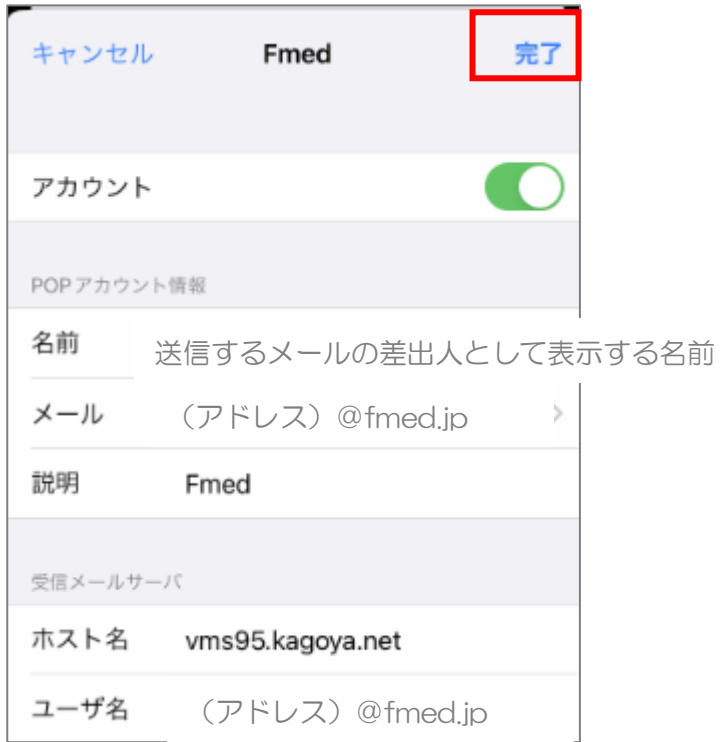 キャンセル Fmed 完了
アカウント
POPアカウント情報
名前 送信するメールの差出人として表示する名前
メール （アドレス）@fmed.jp
説明 Fmed
受信メールサーバ
ホスト名 vms95.kagoya.net
ユーザ名 （アドレス）@fmed.jp